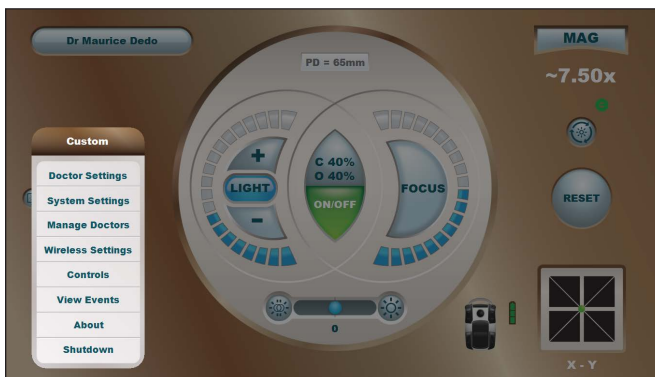 Dr Maurice Dedo
MAG
PD = 65mm
~7.50x
Custom
Doctor Settings
System Settings
Manage Doctors
Wireless Settings
Controls
View Events
About
Shutdown
+
LIGHT
-
C 40%
O 40%
ON/OFF
FOCUS
RESET
0
X - Y